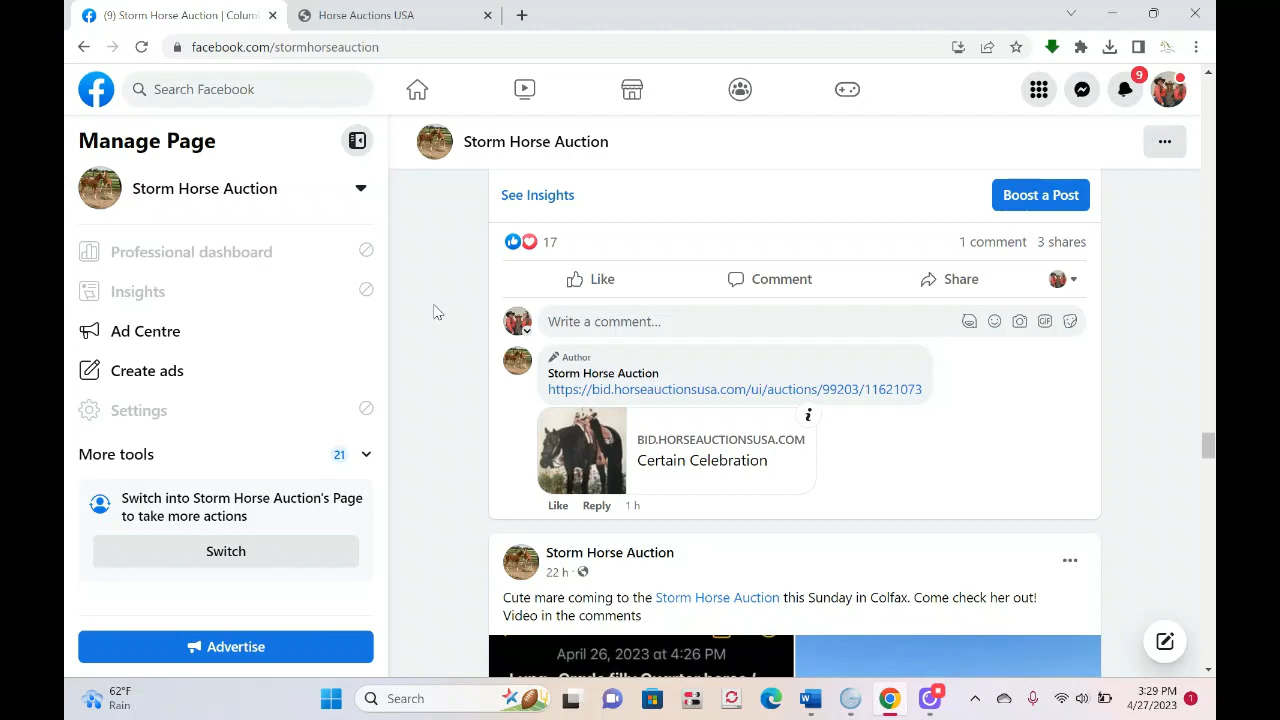 (9) Storm Horse Auction | Columi
Horse Auctions USA
facebook.com/stormhorseauction
Search Facebook
9
Manage Page
Storm Horse Auction
Storm Horse Auction
Professional dashboard
Insights
Ad Centre
Create ads
Settings
More tools 21
Switch into Storm Horse Auction's Page
to take more actions
Switch
Advertise
See Insights
Boost a Post
17
1 comment 3 shares
Like
Comment
Share
Write a comment...
GIF
Author
Storm Horse Auction
https://bid.horseauctionsusa.com/ui/auctions/99203/11621073
BID.HORSEAUCTIONSUSA.COM
Certain Celebration
Like Reply 1 h
Storm Horse Auction
22 h ·
Cute mare coming to the Storm Horse Auction this Sunday in Colfax. Come check her out!
Video in the comments
April 26, 2023 at 4:26 PM
62°F
Rain
Search
3:29 PM
4/27/2023
1